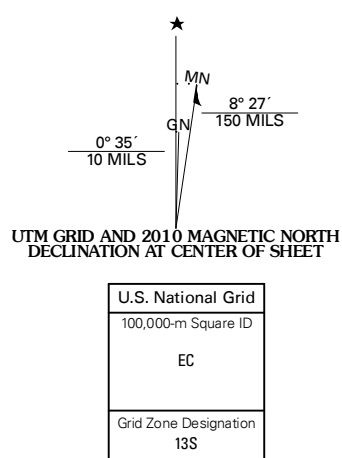 ★
MN
8° 27´
150 MILS
GN
0° 35´
10 MILS
UTM GRID AND 2010 MAGNETIC NORTH
DECLINATION AT CENTER OF SHEET
U.S. National Grid
100,000-m Square ID
EC
Grid Zone Designation
13S